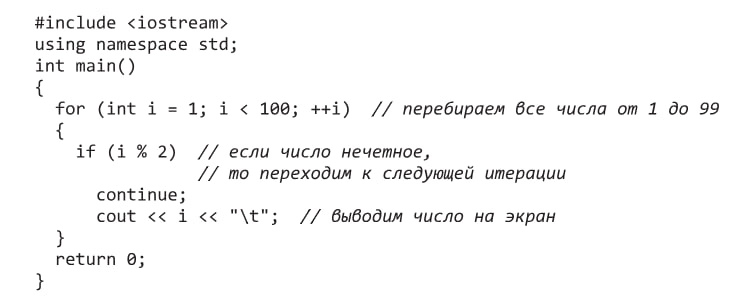 #include <iostream>
using namespace std;
int main()
{
  for (int i = 1; i < 100; ++i)  // перебираем все числа от 1 до 99
  {
    if (i % 2)  // если число нечетное,
                // то переходим к следующей итерации
      continue;
      cout << i << "\t";  // выводим число на экран
  }
  return 0;
}